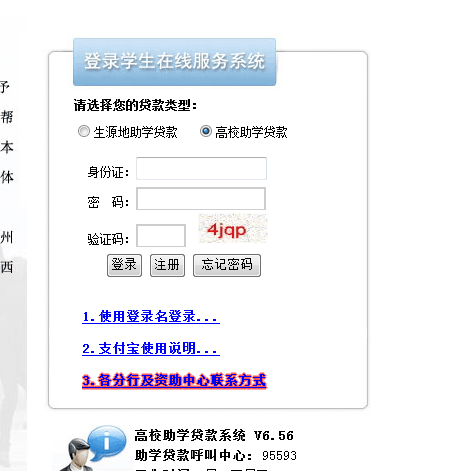 予
帮
本
体
州
西
登录学生在线服务系统
请选择您的贷款类型:
生源地助学贷款 高校助学贷款
身份证:
密 码:
验证码: 4jqp
登录 注册 忘记密码
1.使用登录名登录...
2.支付宝使用说明...
3.各分行及资助中心联系方式
高校助学贷款系统 V6.56
助学贷款呼叫中心: 95593